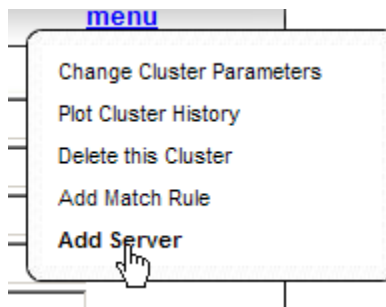 menu
Change Cluster Parameters
Plot Cluster History
Delete this Cluster
Add Match Rule
Add Server